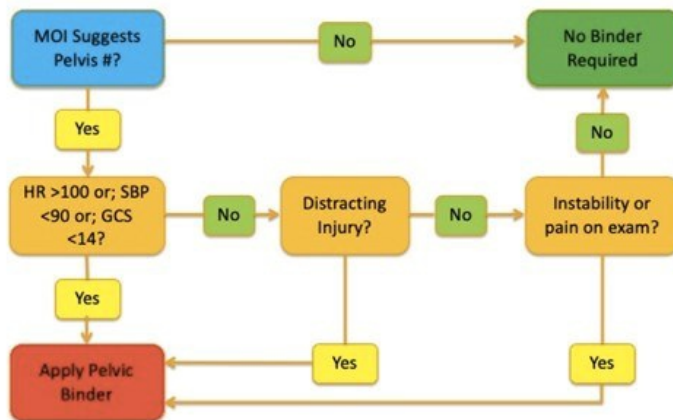 MOI Suggests
Pelvis #?
No
No Binder
Required
Yes
No
HR >100 or; SBP
<90 or; GCS
<14?
No
Distracting
Injury?
No
Instability or
pain on exam?
Yes
Yes
Yes
Apply Pelvic
Binder